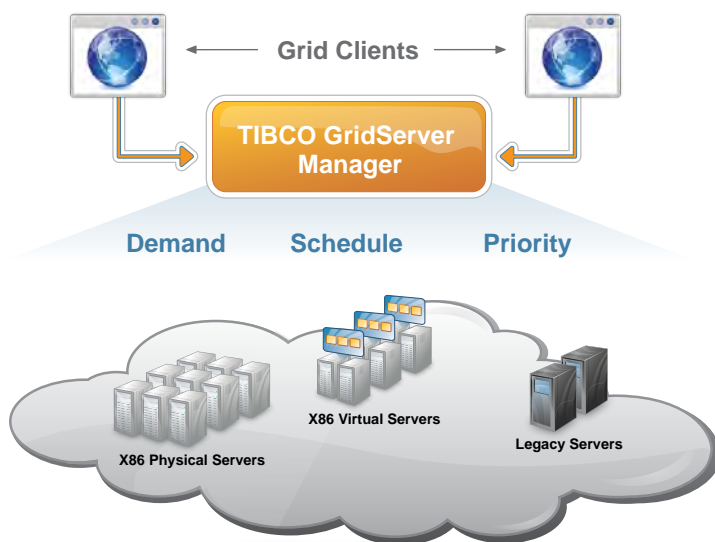 Grid Clients
TIBCO GridServer
Manager
Demand Schedule Priority
X86 Virtual Servers
Legacy Servers
X86 Physical Servers